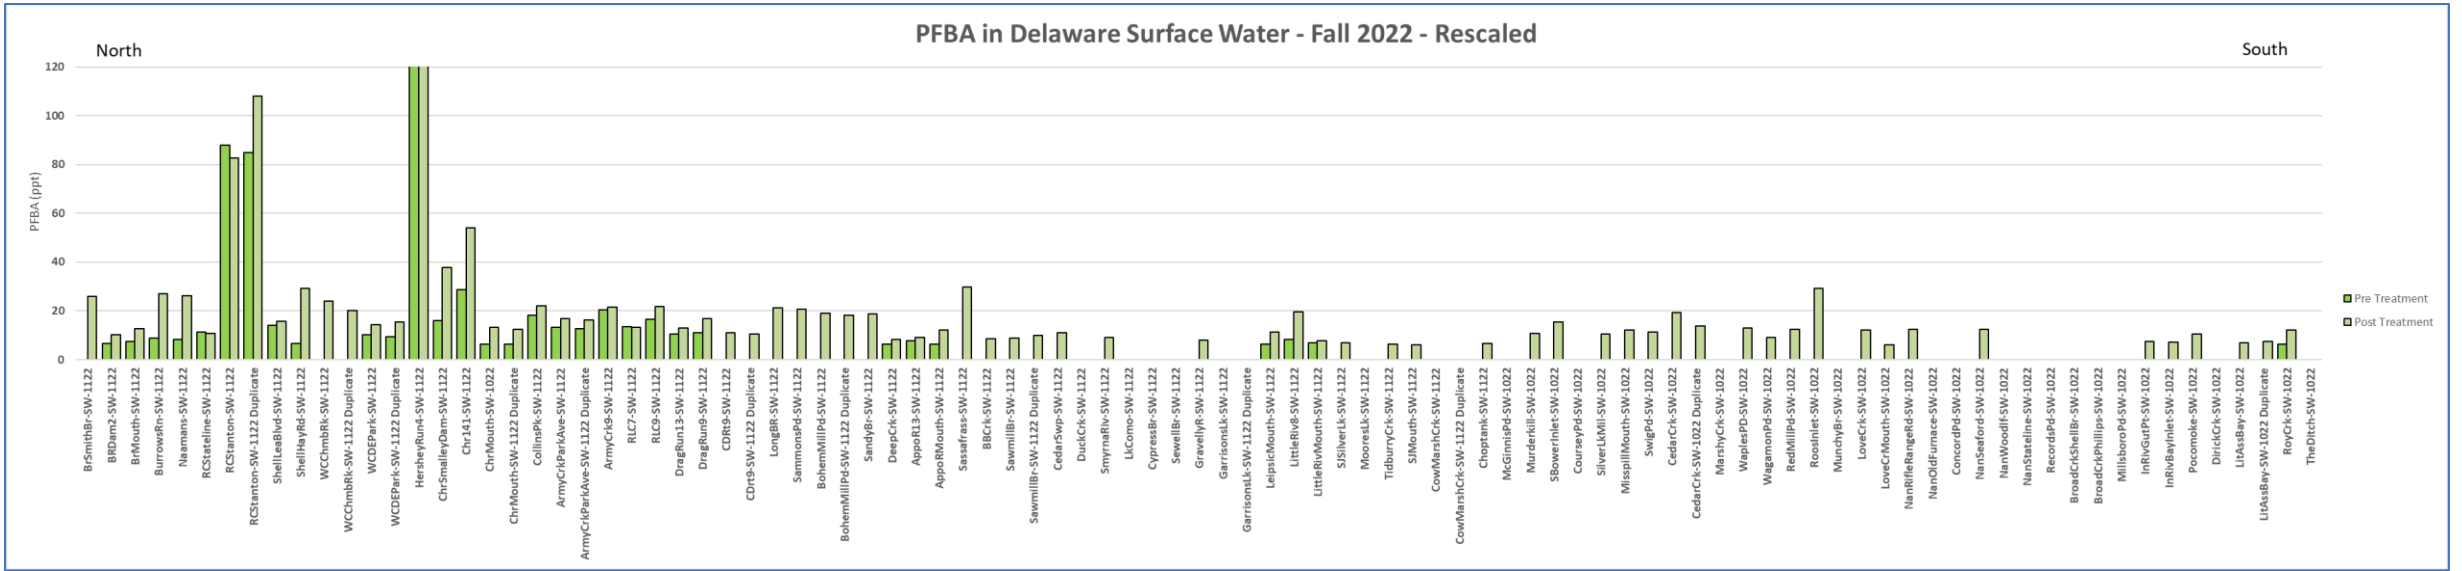 PFBA in Delaware Surface Water - Fall 2022 - Rescaled
North
South
120
100
80
60
40
20
0
PFBA (ppt)
BrSmithBr-SW-1122
BRDam2-SW-1122
BrMouth-SW-1122
BurrowsRn-SW-1122
Naamans-SW-1122
RCStateline-SW-1122
RCStanton-SW-1122
RCStanton-SW-1122 Duplicate
ShellLeaBlvd-SW-1122
ShellHayRd-SW-1122
WCChmbRk-SW-1122
WCChmbRk-SW-1122 Duplicate
WCDEPark-SW-1122
WCDEPark-SW-1122 Duplicate
HersheyRun4-SW-1122
ChrSmalleyDam-SW-1122
Chr141-SW-1122
ChrMouth-SW-1022
ChrMouth-SW-1122 Duplicate
CollinsPk-SW-1122
ArmyCrkParkAve-SW-1122
ArmyCrkParkAve-SW-1122 Duplicate
ArmyCrk9-SW-1122
RLC7-SW-1122
RLC9-SW-1122
DragRun13-SW-1122
DragRun9-SW-1122
CDRt9-SW-1122
CDrt9-SW-1122 Duplicate
LongBR-SW-1122
SammonsPd-SW-1122
BohemMillPd-SW-1122
BohemMillPd-SW-1122 Duplicate
SandyBr-SW-1122
DeepCrk-SW-1122
AppoR13-SW-1122
AppoRMouth-SW-1122
Sassafrass-SW-1122
BBCrk-SW-1122
SawmillBr-SW-1122
SawmillBr-SW-1122 Duplicate
CedarSwp-SW-1122
DuckCrk-SW-1122
SmyrnaRiv-SW-1122
LkComo-SW-1122
CypressBr-SW-1122
SewellBr-SW-1122
GravellyR-SW-1122
GarrisonsLk-SW-1122
GarrisonsLk-SW-1122 Duplicate
LeipsicMouth-SW-1122
LittleRivB-SW-1122
LittleRivMouth-SW-1122
SJSilverLk-SW-1122
MooresLk-SW-1122
TidburryCrk-SW-1122
SJMouth-SW-1122
CowMarshCrk-SW-1122
CowMarshCrk-SW-1122 Duplicate
Choptank-SW-1122
McGinnisPd-SW-1022
Murderkill-SW-1022
SBowerInlet-SW-1022
CourseyPd-SW-1022
SilverLkMil-SW-1022
MisspillMouth-SW-1022
SwigPd-SW-1022
CedarCrk-SW-1022
CedarCrk-SW-1022 Duplicate
MarshyCrk-SW-1022
WaplesPD-SW-1022
WagamonPd-SW-1022
RedMillPd-SW-1022
RoosInlet-SW-1022
MunchyBr-SW-1022
LoveCrk-SW-1022
LoveCrMouth-SW-1022
NanRifleRangeRd-SW-1022
NanOldFurnace-SW-1022
ConcordPd-SW-1022
NanSeaford-SW-1022
NanWoodlf-SW-1022
NanStateline-SW-1022
RecordsPd-SW-1022
BroadCrkShellBr-SW-1022
BroadCrkPhillips-SW-1022
MillsboroPd-SW-1022
InRivGutPt-SW-1022
InRivBayInlet-SW-1022
Pocomoke-SW-1022
DirickCrk-SW-1022
LitAssBay-SW-1022
LitAssBay-SW-1022 Duplicate
RoyCrk-SW-1022
TheDitch-SW-1022
Pre Treatment
Post Treatment